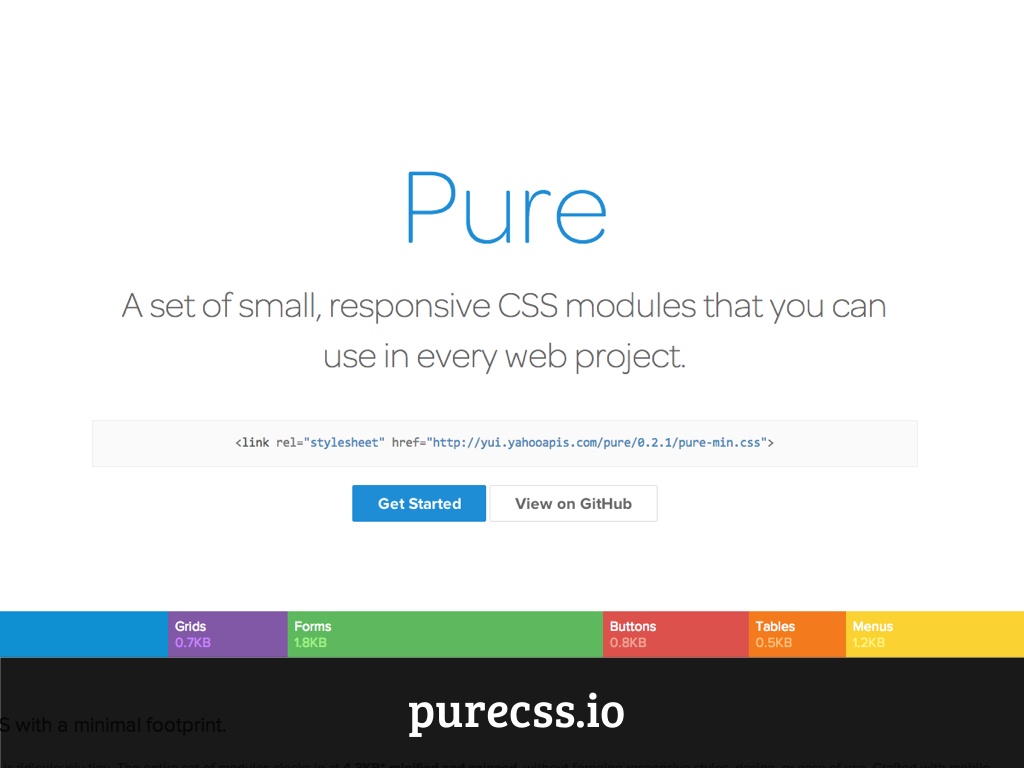 Pure
A set of small, responsive CSS modules that you can
use in every web project.
<link rel="stylesheet" href="http://yui.yahooapis.com/pure/0.2.1/pure-min.css">
Get Started
View on GitHub
Grids
0.7KB
Forms
1.8KB
Buttons
0.8KB
Tables
0.5KB
Menus
1.2KB
S with a minimal footprint.
purecss.io